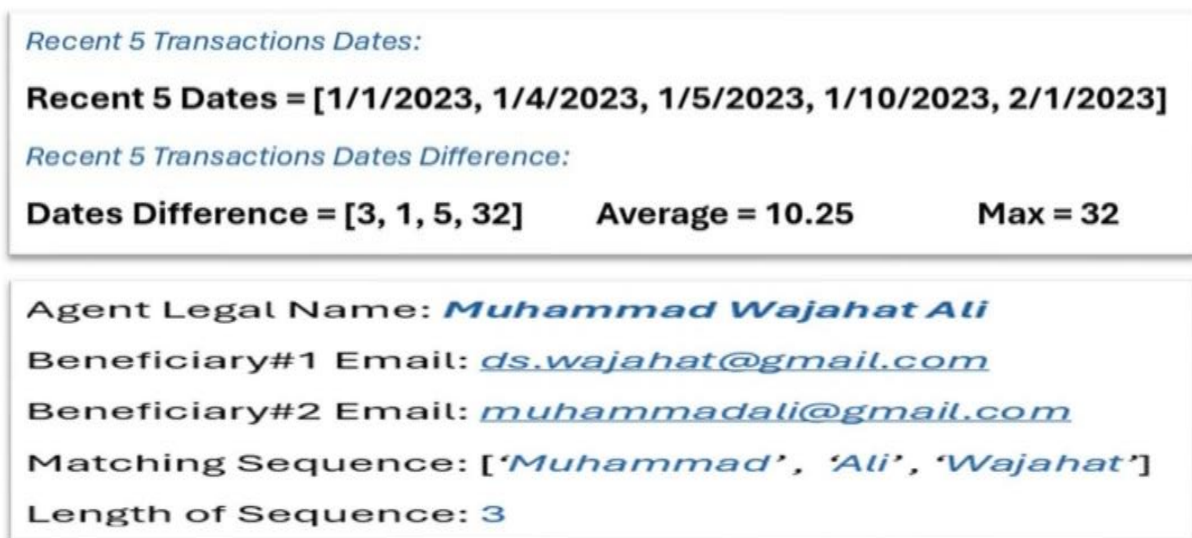 Recent 5 Transactions Dates:
Recent 5 Dates = [1/1/2023, 1/4/2023, 1/5/2023, 1/10/2023, 2/1/2023]
Recent 5 Transactions Dates Difference:
Dates Difference = [3, 1, 5, 32] Average = 10.25 Max = 32
Agent Legal Name: Muhammad Wajahat Ali
Beneficiary#1 Email: ds.wajahat@gmail.com
Beneficiary#2 Email: muhammadali@gmail.com
Matching Sequence: [‘Muhammad’, ‘Ali’, ‘Wajahat’]
Length of Sequence: 3